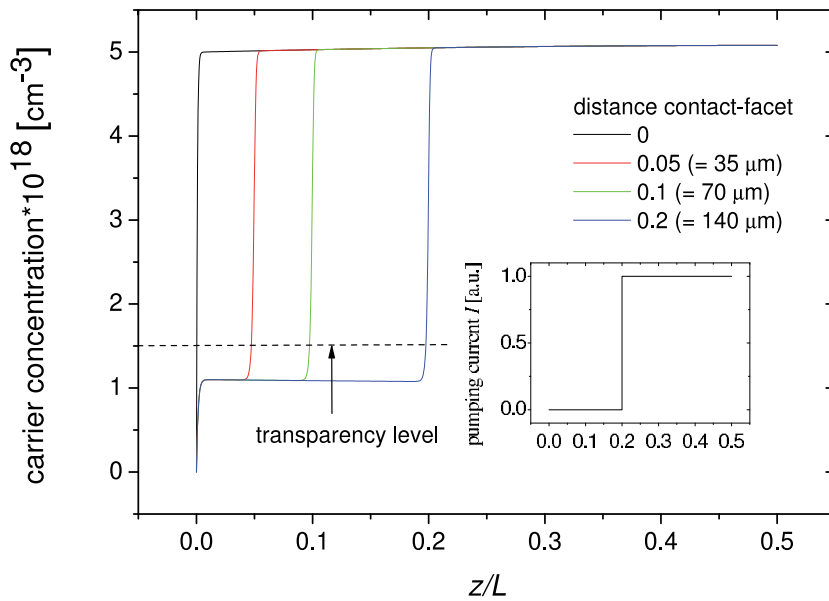 carrier concentration*10^18 [cm^-3]
5
4
3
2
1
0
distance contact-facet
0
0.05 (= 35 μm)
0.1 (= 70 μm)
0.2 (= 140 μm)
pumping current I [a.u.]
1.0
0.5
0.0
0.0 0.1 0.2 0.3 0.4 0.5
transparency level
0.0 0.1 0.2 0.3 0.4 0.5
z/L